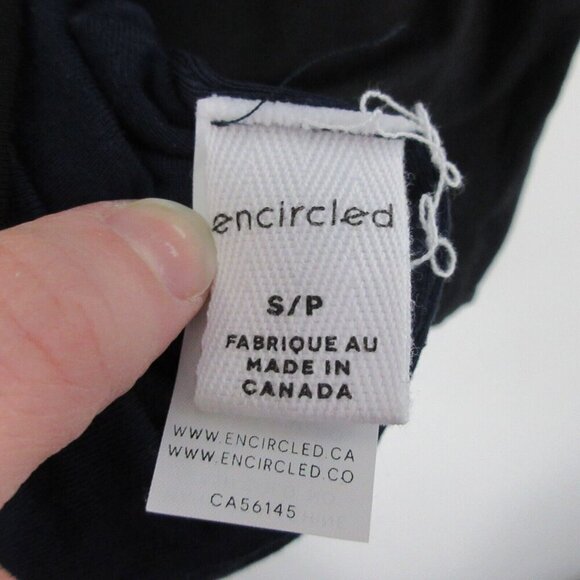 encircled
S/P
FABRIQUE AU
MADE IN
CANADA
WWW.ENCIRCLED.CA
WWW.ENCIRCLED.CO
CA56145